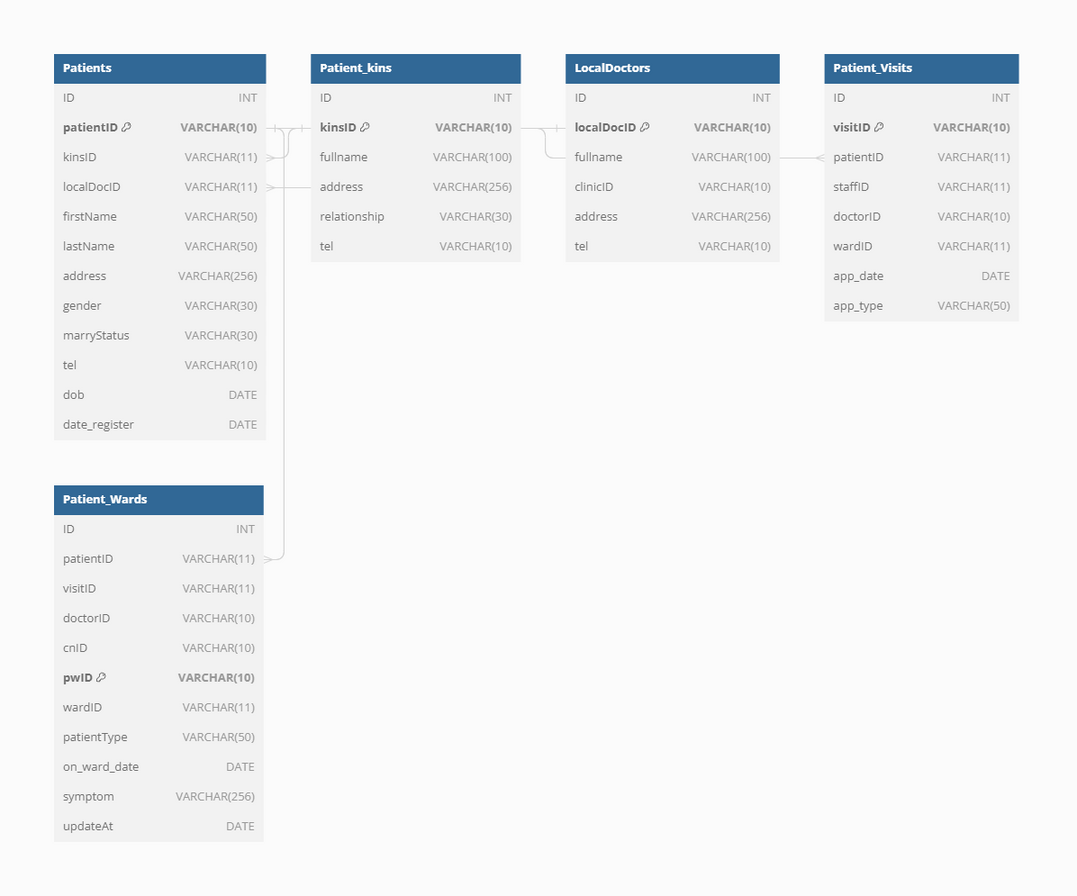 Patients
ID INT
patientID VARCHAR(10)
kinsID VARCHAR(11)
localDocID VARCHAR(11)
firstName VARCHAR(50)
lastName VARCHAR(50)
address VARCHAR(256)
gender VARCHAR(30)
marryStatus VARCHAR(30)
tel VARCHAR(10)
dob DATE
date_register DATE
Patient_kins
ID INT
kinsID VARCHAR(10)
fullname VARCHAR(100)
address VARCHAR(256)
relationship VARCHAR(30)
tel VARCHAR(10)
LocalDoctors
ID INT
localDocID VARCHAR(10)
fullname VARCHAR(100)
clinicID VARCHAR(10)
address VARCHAR(256)
tel VARCHAR(10)
Patient_Visits
ID INT
visitID VARCHAR(10)
patientID VARCHAR(11)
staffID VARCHAR(11)
doctorID VARCHAR(10)
wardID VARCHAR(11)
app_date DATE
app_type VARCHAR(50)
Patient_Wards
ID INT
patientID VARCHAR(11)
visitID VARCHAR(11)
doctorID VARCHAR(10)
cnID VARCHAR(10)
pwID VARCHAR(10)
wardID VARCHAR(11)
patientType VARCHAR(50)
on_ward_date DATE
symptom VARCHAR(256)
updateAt DATE